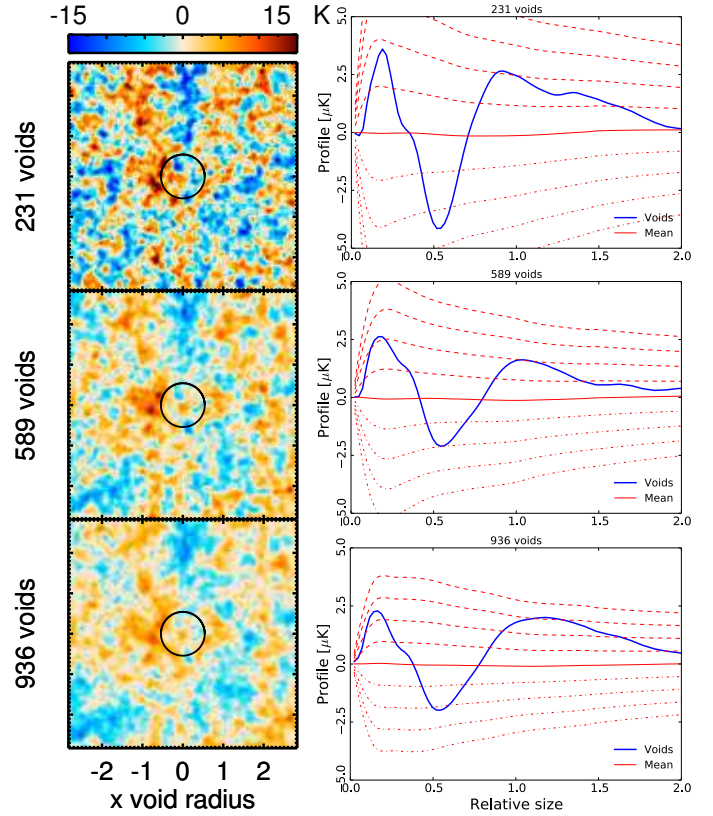 -15 0 15 K
231 voids
589 voids
936 voids
-2 -1 0 1 2
x void radius
231 voids
Profile [μK]
5.0
2.5
0.0
−2.5
−5.0
0.0 0.5 1.0 1.5 2.0
Voids
Mean
589 voids
Profile [μK]
5.0
2.5
0.0
−2.5
−5.0
0.0 0.5 1.0 1.5 2.0
Voids
Mean
936 voids
Profile [μK]
5.0
2.5
0.0
−2.5
−5.0
0.0 0.5 1.0 1.5 2.0
Relative size
Voids
Mean